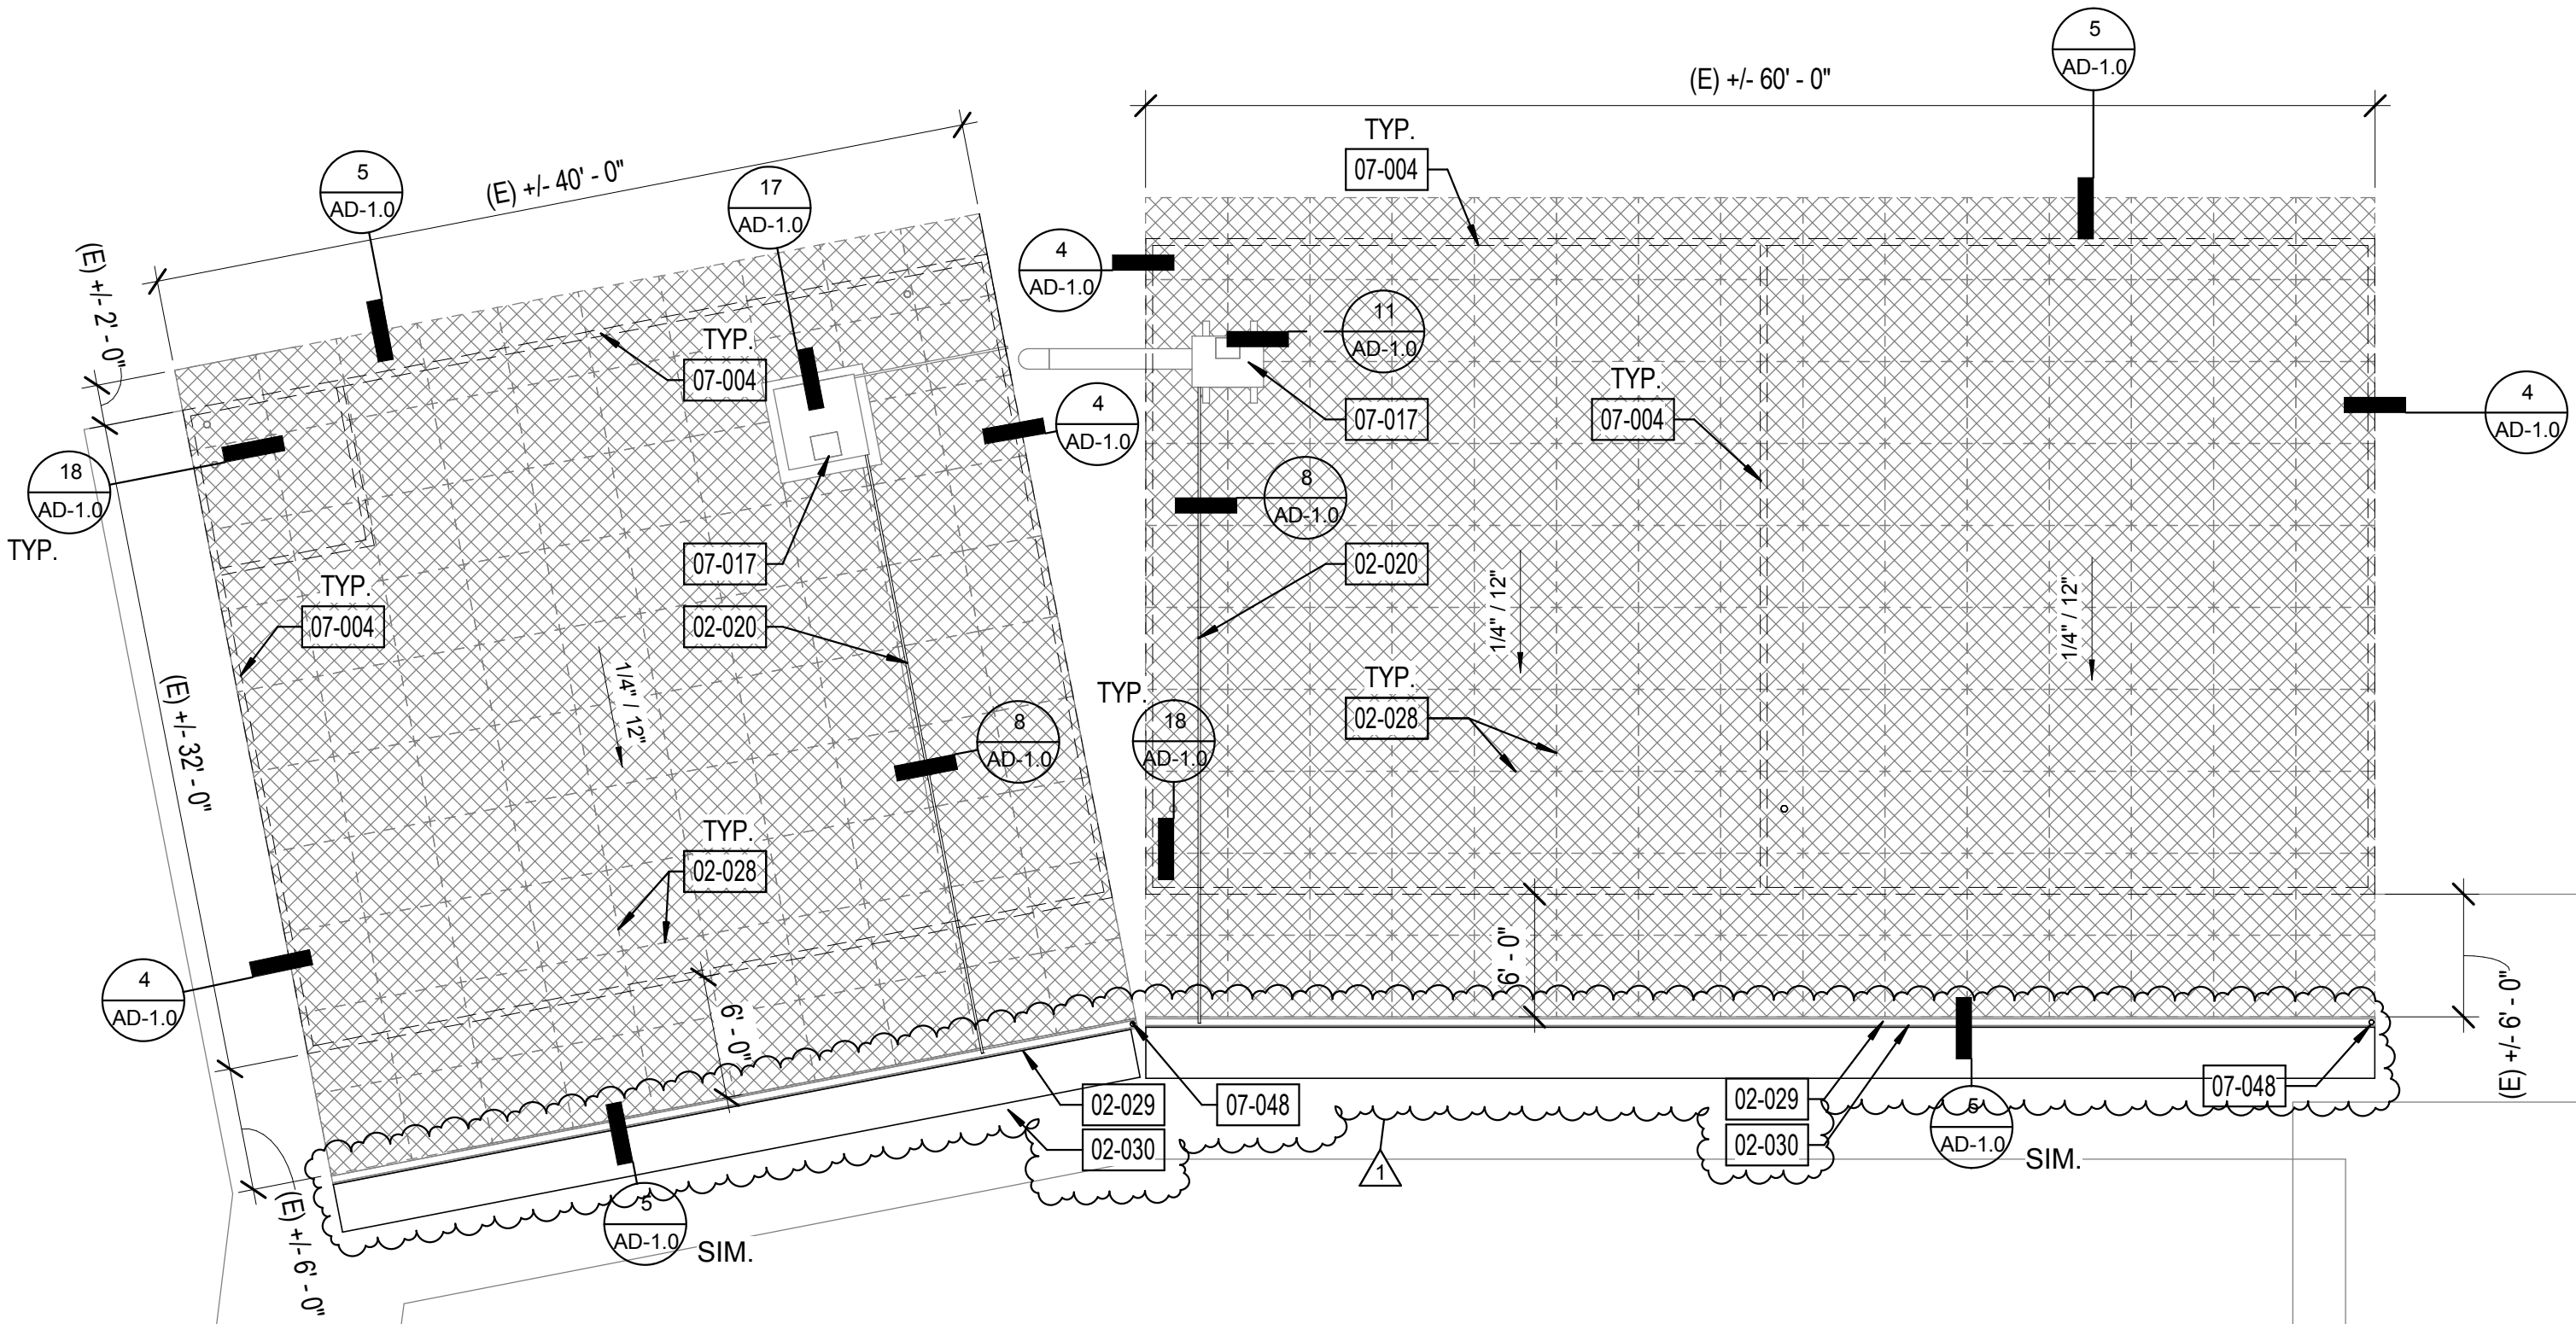 5
AD-1.0
(E) +/- 60' - 0"
TYP.
07-004
(E) +/- 40' - 0"
5
AD-1.0
17
AD-1.0
(E) +/- 2' - 0"
4
AD-1.0
11
AD-1.0
TYP.
07-004
TYP.
07-004
07-017
4
AD-1.0
4
AD-1.0
18
AD-1.0
TYP.
8
AD-1.0
07-017
02-020
TYP.
07-004
02-020
1/4" / 12"
1/4" / 12"
1/4" / 12"
(E) +/- 32' - 0"
TYP.
02-028
TYP.
18
AD-1.0
8
AD-1.0
TYP.
02-028
4
AD-1.0
6' - 0"
6' - 0"
(E) +/- 6' - 0"
02-029
02-030
07-048
02-029
02-030
07-048
1
5
AD-1.0
SIM.
5
AD-1.0
SIM.
(E) +/- 6' - 0"